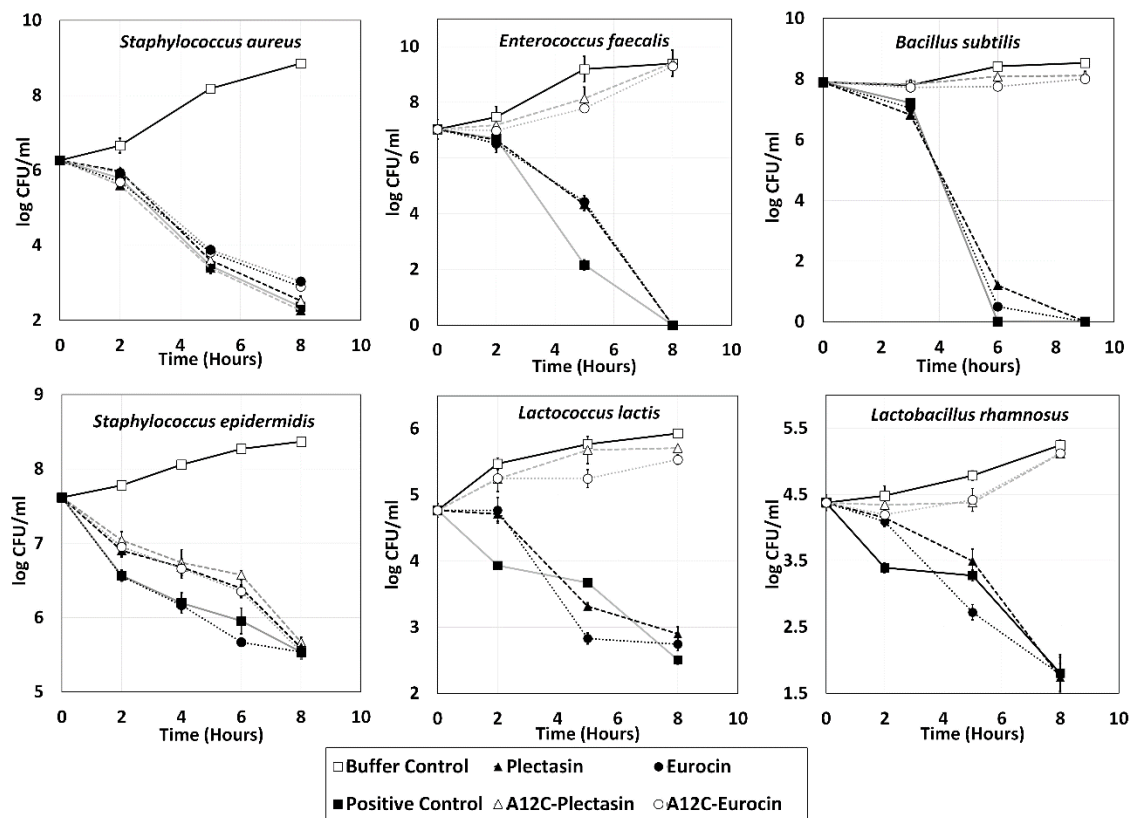 Staphylococcus aureus
10
8
6
4
2
log CFU/ml
0 2 4 6 8 10
Time (Hours)
Enterococcus faecalis
10
8
6
4
2
0
log CFU/ml
0 2 4 6 8 10
Time (Hours)
Bacillus subtilis
10
8
6
4
2
0
log CFU/ml
0 2 4 6 8 10
Time (hours)
Staphylococcus epidermidis
9
8
7
6
5
log CFU/ml
0 2 4 6 8 10
Time (Hours)
Lactococcus lactis
6
5
4
3
2
log CFU/ml
0 2 4 6 8 10
Time (Hours)
Lactobacillus rhamnosus
5.5
4.5
3.5
2.5
1.5
log CFU/ml
0 2 4 6 8 10
Time (Hours)
Buffer Control Plectasin Eurocin
Positive Control A12C-Plectasin A12C-Eurocin